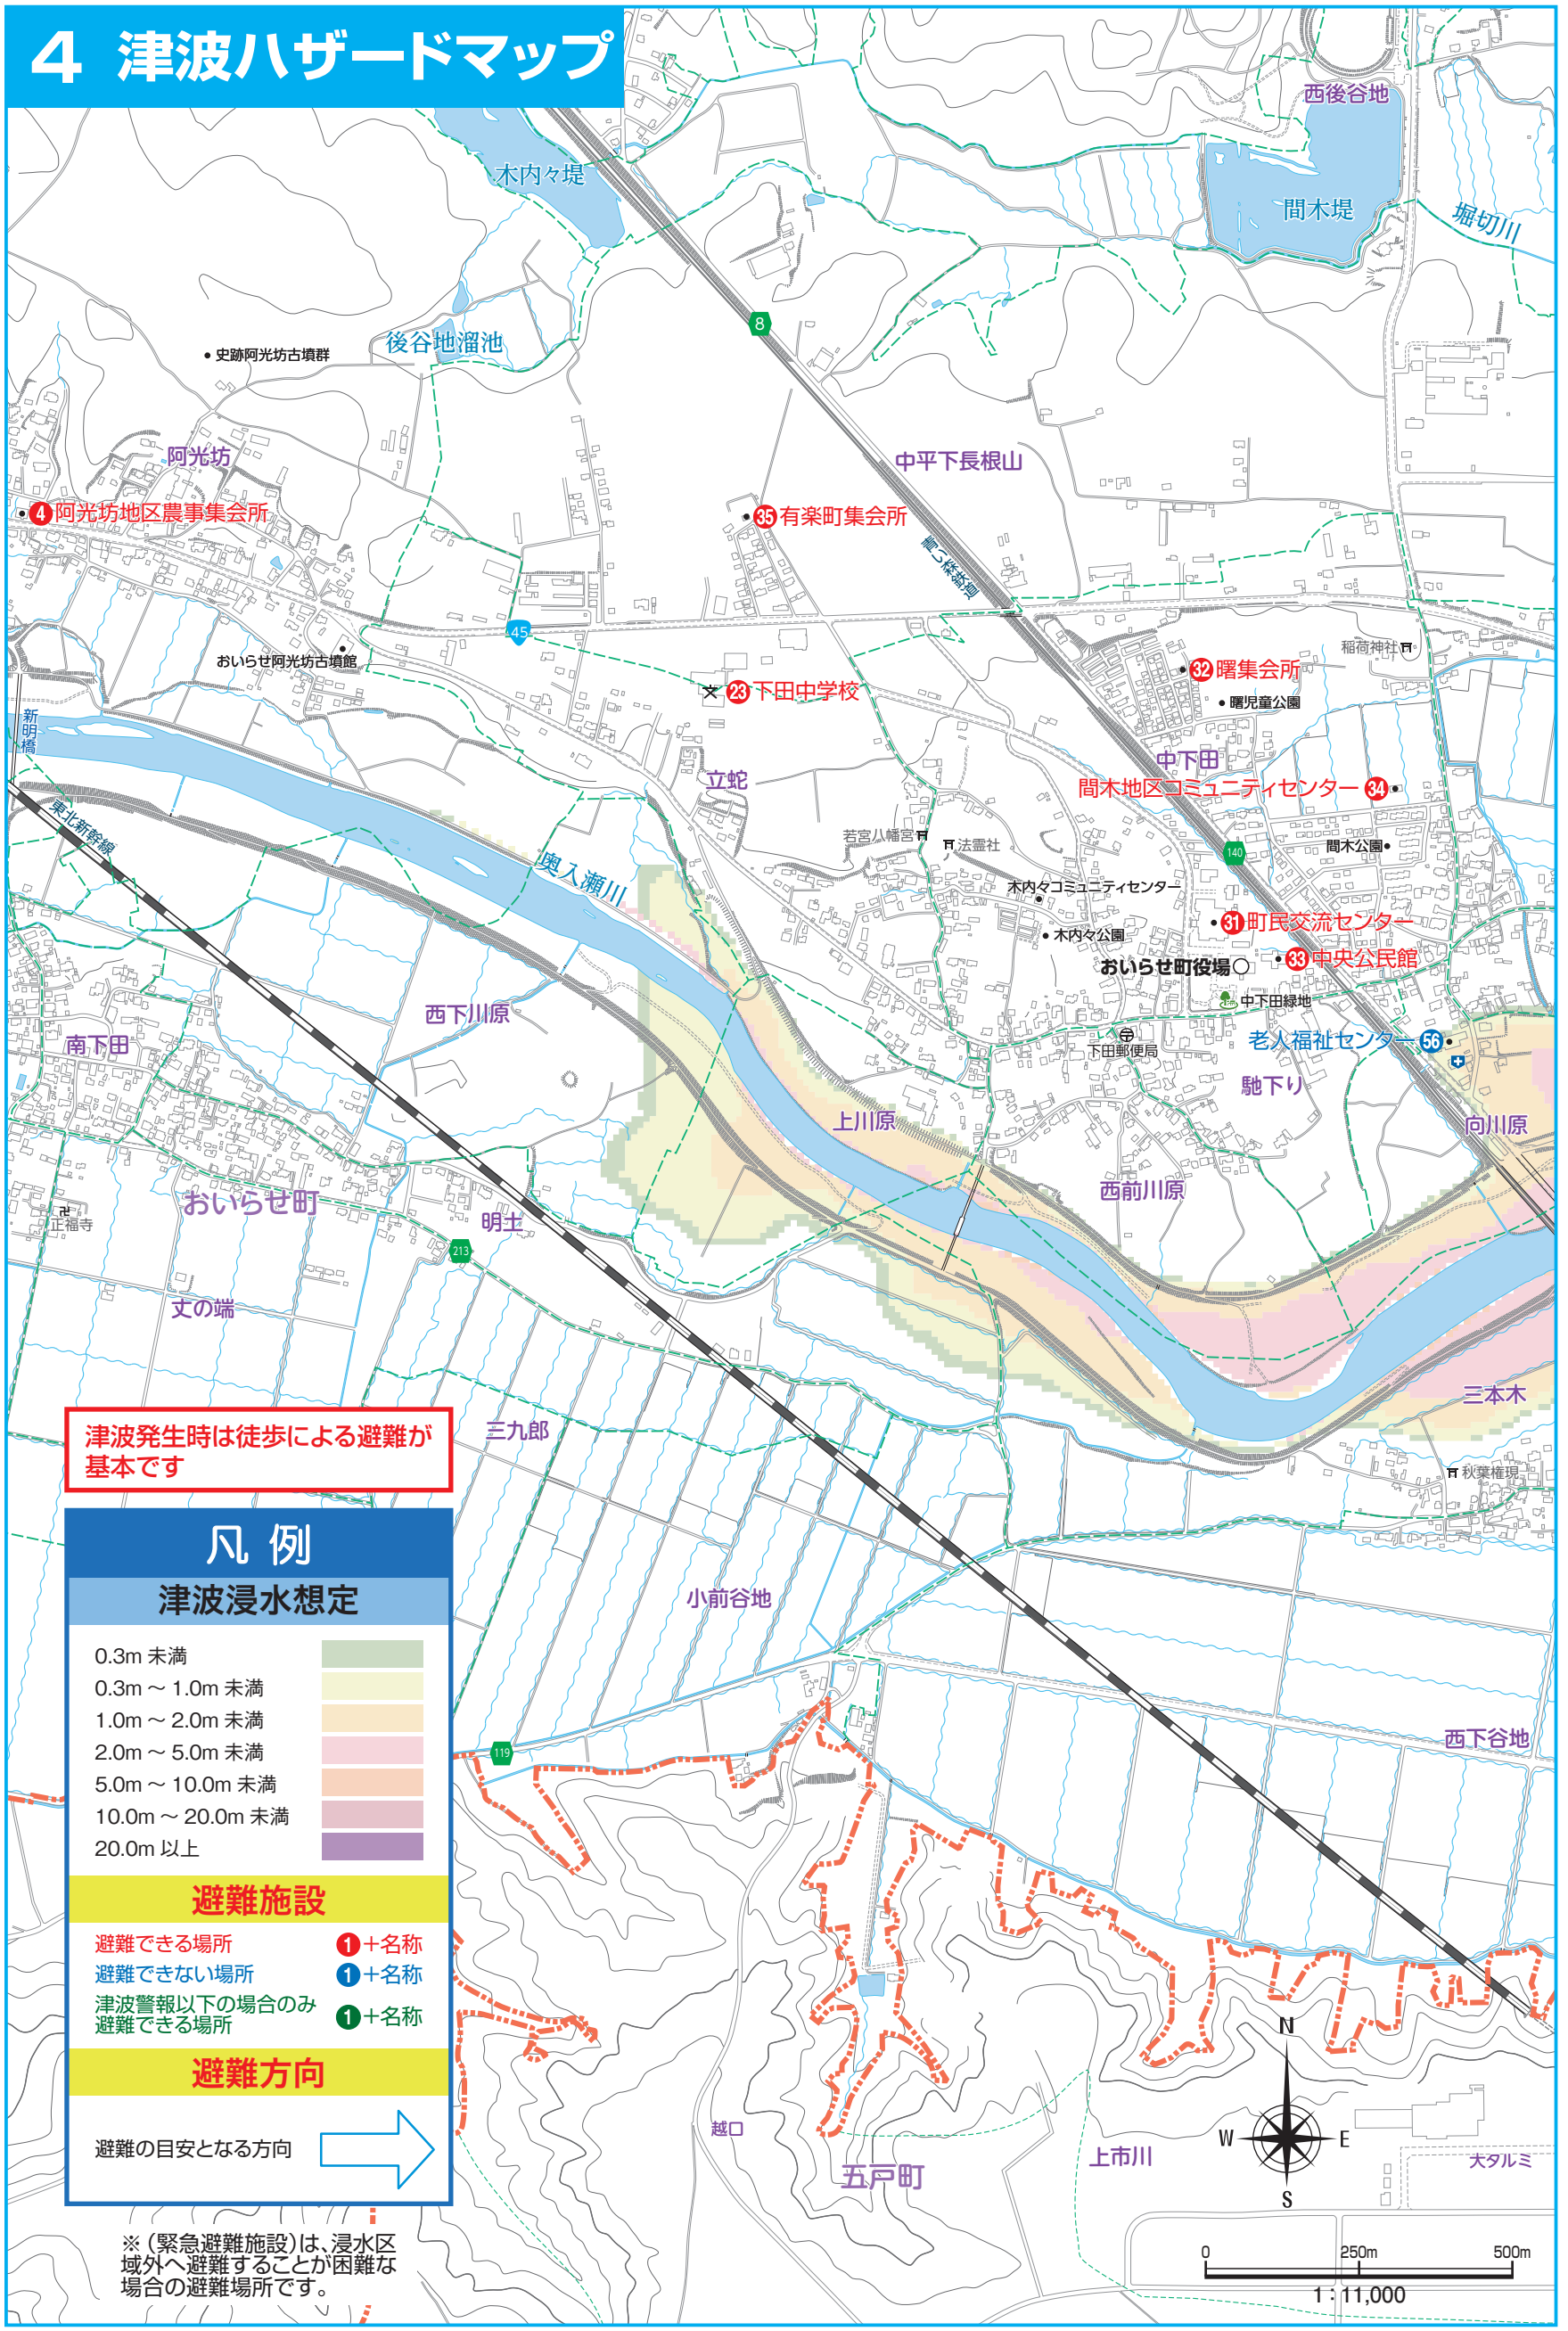 4 津波ハザードマップ
西後谷地
木内々堤
間木堤
堀切川
8
後谷地溜池
史跡阿光坊古墳群
阿光坊
中平下長根山
4 阿光坊地区農事集会所
35 有楽町集会所
青い森鉄道
45
おいらせ阿光坊古墳館
稲荷神社
32 曙集会所
23 下田中学校
曙児童公園
新明橋
中下田
立蛇
間木地区コミュニティセンター 34
東北新幹線
若宮八幡宮
法霊社
140
間木公園
奥入瀬川
木内々コミュニティセンター
31 町民交流センター
木内々公園
おいらせ町役場
33 中央公民館
中下田緑地
西下川原
南下田
下田郵便局
老人福祉センター 56
馳下り
上川原
向川原
西前川原
おいらせ町
正福寺
明土
213
丈の端
三本木
津波発生時は徒歩による避難が
基本です
三九郎
秋葉権現
凡例
津波浸水想定
0.3m 未満
0.3m ～ 1.0m 未満
1.0m ～ 2.0m 未満
2.0m ～ 5.0m 未満
5.0m ～ 10.0m 未満
10.0m ～ 20.0m 未満
20.0m 以上
避難施設
避難できる場所 1+名称
避難できない場所 1+名称
津波警報以下の場合のみ
避難できる場所 1+名称
避難方向
避難の目安となる方向
小前谷地
西下谷地
119
越口
五戸町
上市川
大タルミ
N
W E
S
※（緊急避難施設）は、浸水区
域外へ避難することが困難な
場合の避難場所です。
0 250m 500m
1：11,000